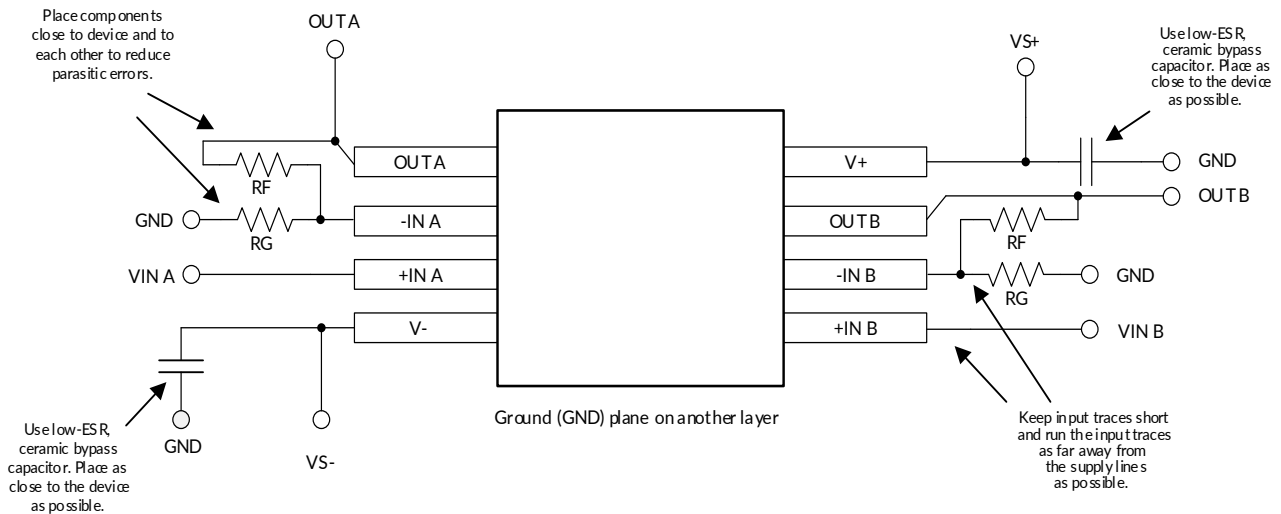 Place components
close to device and to
each other to reduce
parasitic errors.
OUT A
VS+
Use low-ESR,
ceramic bypass
capacitor. Place as
close to the device
as possible.
OUT A
V+
GND
RF
OUT B
OUT B
GND
-IN A
RF
RG
VIN A
+IN A
-IN B
GND
RG
V-
+IN B
VIN B
Ground (GND) plane on another layer
Keep input traces short
and run the input traces
as far away from
the supply lines
as possible.
Use low-ESR,
ceramic bypass
capacitor. Place as
close to the device
as possible.
GND
VS-